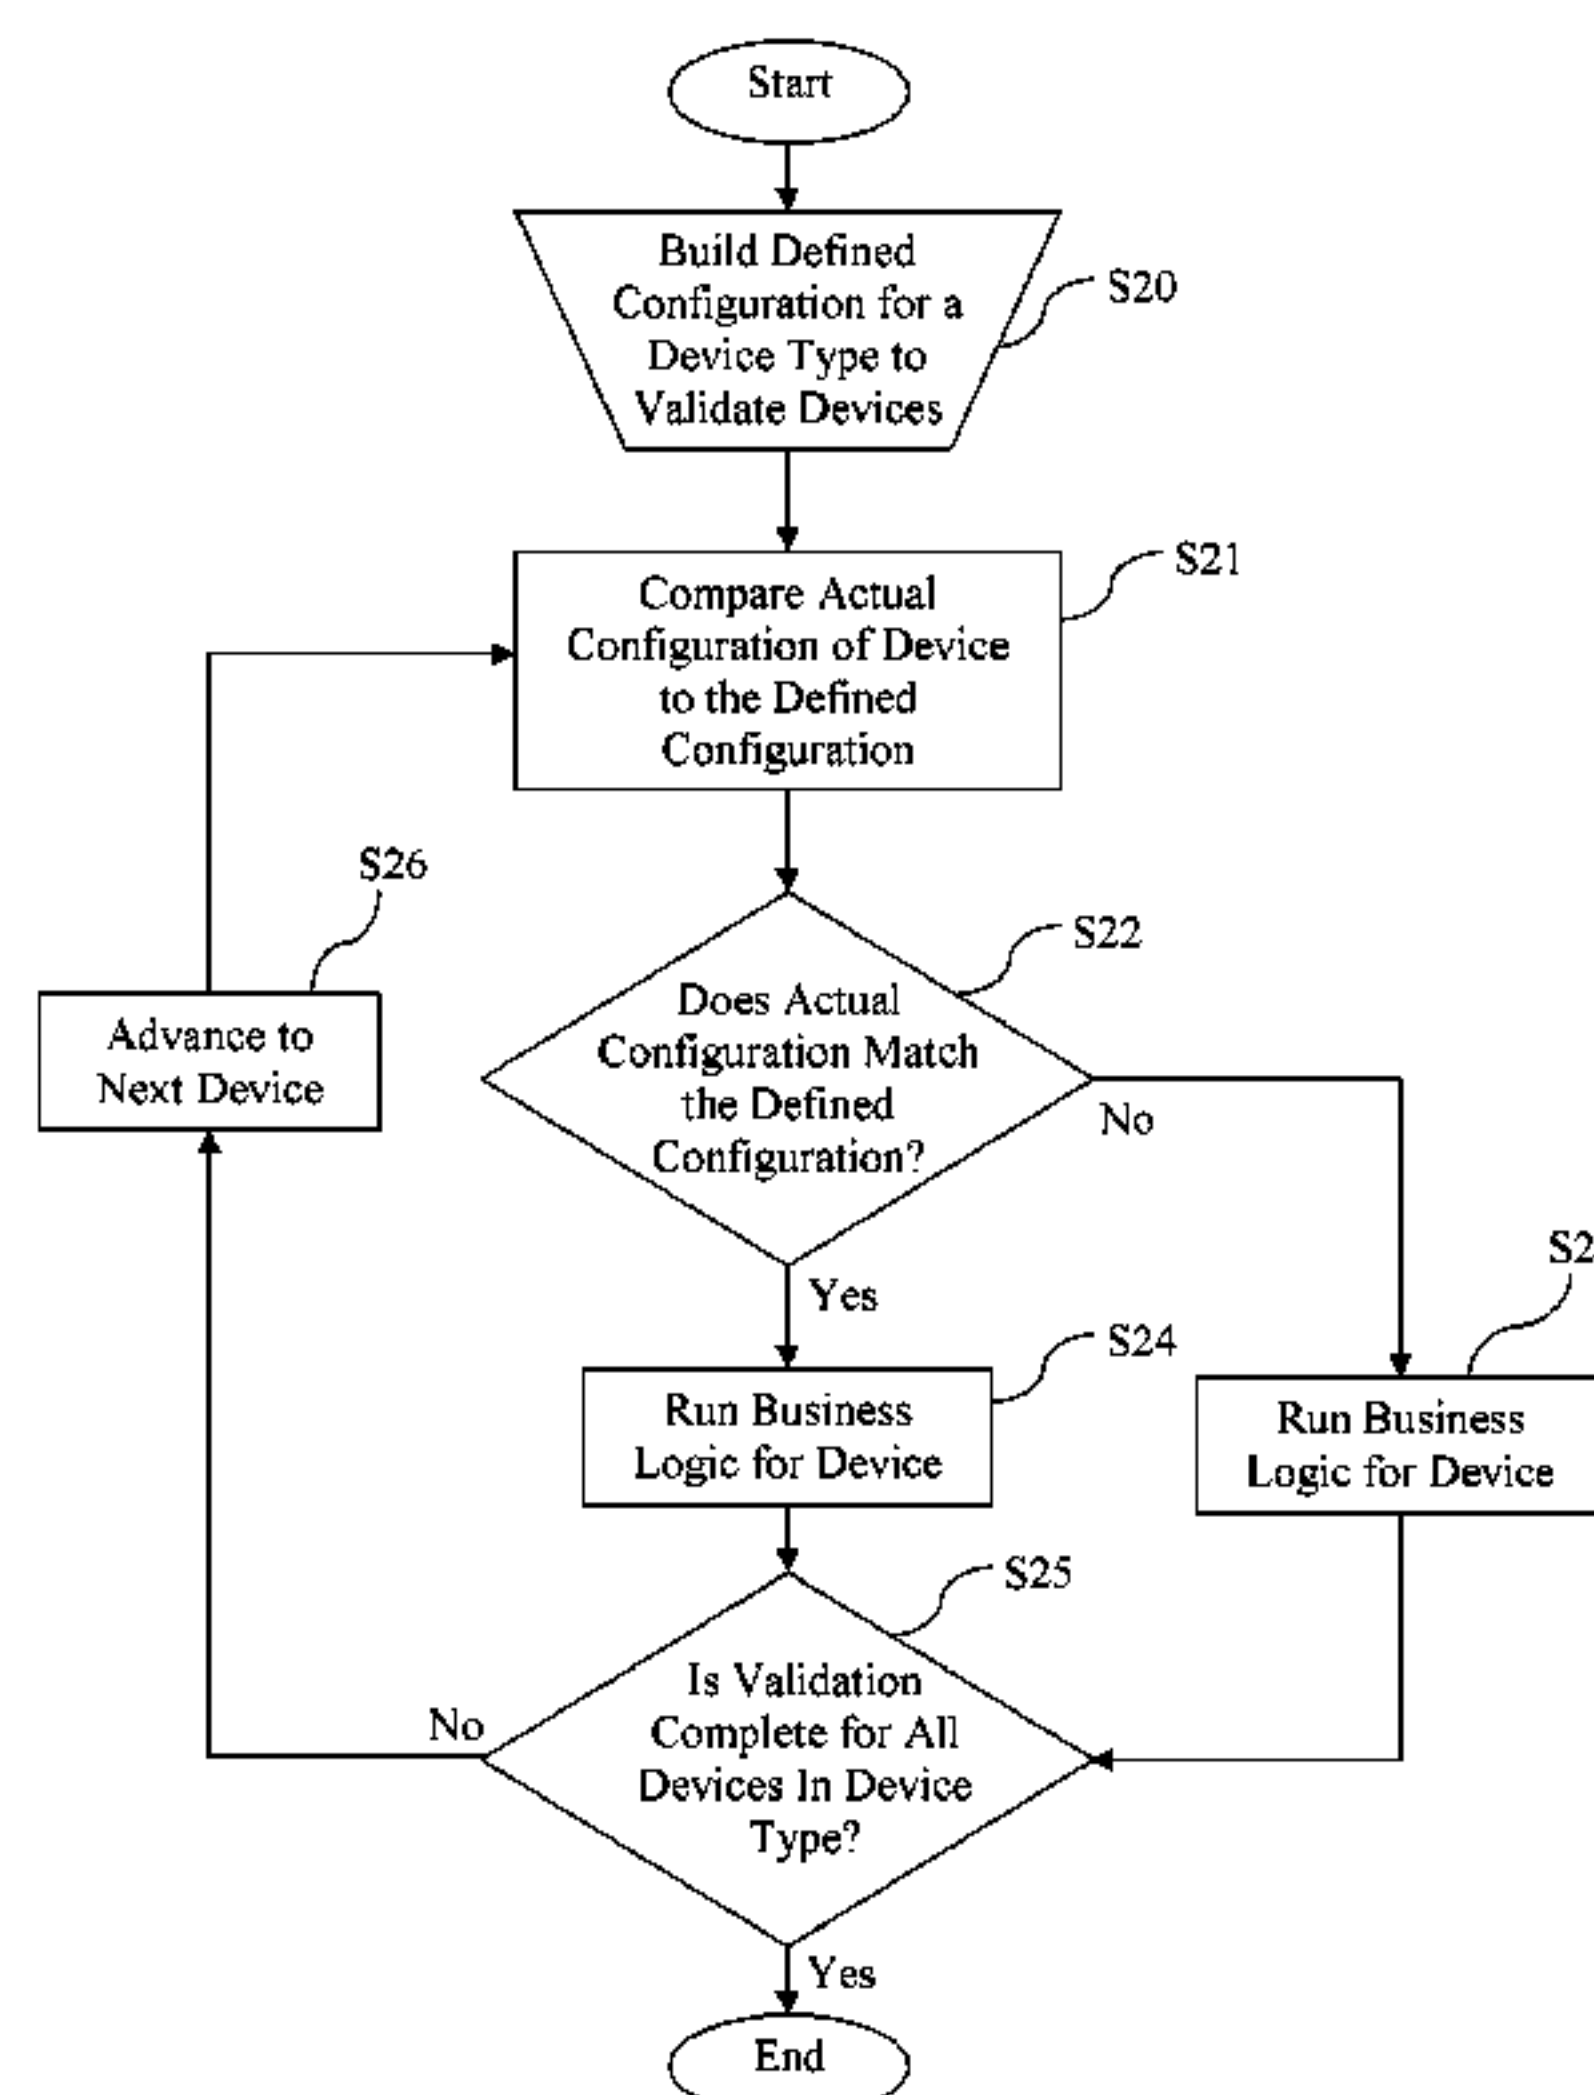 Start
Build Defined
Configuration for a
Device Type to
Validate Devices
S20
Compare Actual
Configuration of Device
to the Defined
Configuration
S21
S26
Advance to
Next Device
S22
Does Actual
Configuration Match
the Defined
Configuration?
No
Yes
S24
Run Business
Logic for Device
Run Business
Logic for Device
S25
Is Validation
Complete for All
Devices In Device
Type?
No
Yes
End